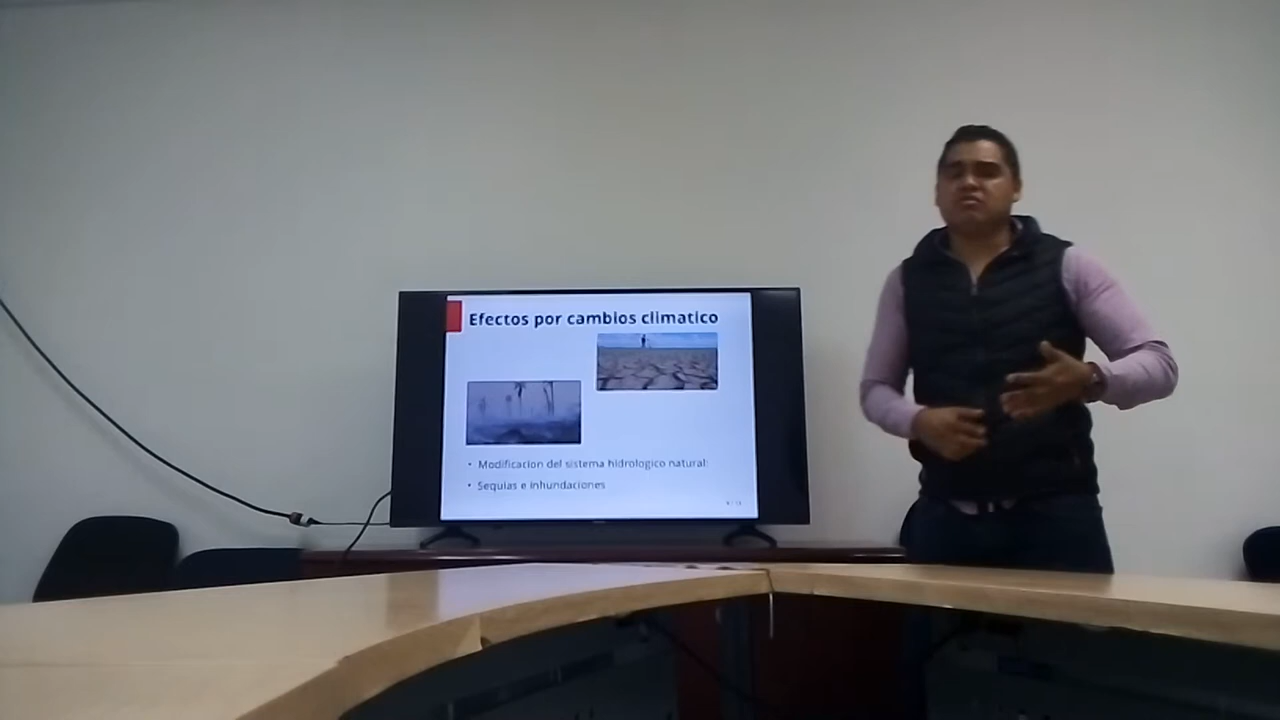 Efectos por cambios climatico
• Modificacion del sistema hidrologico natural:
• Sequias e inhundaciones